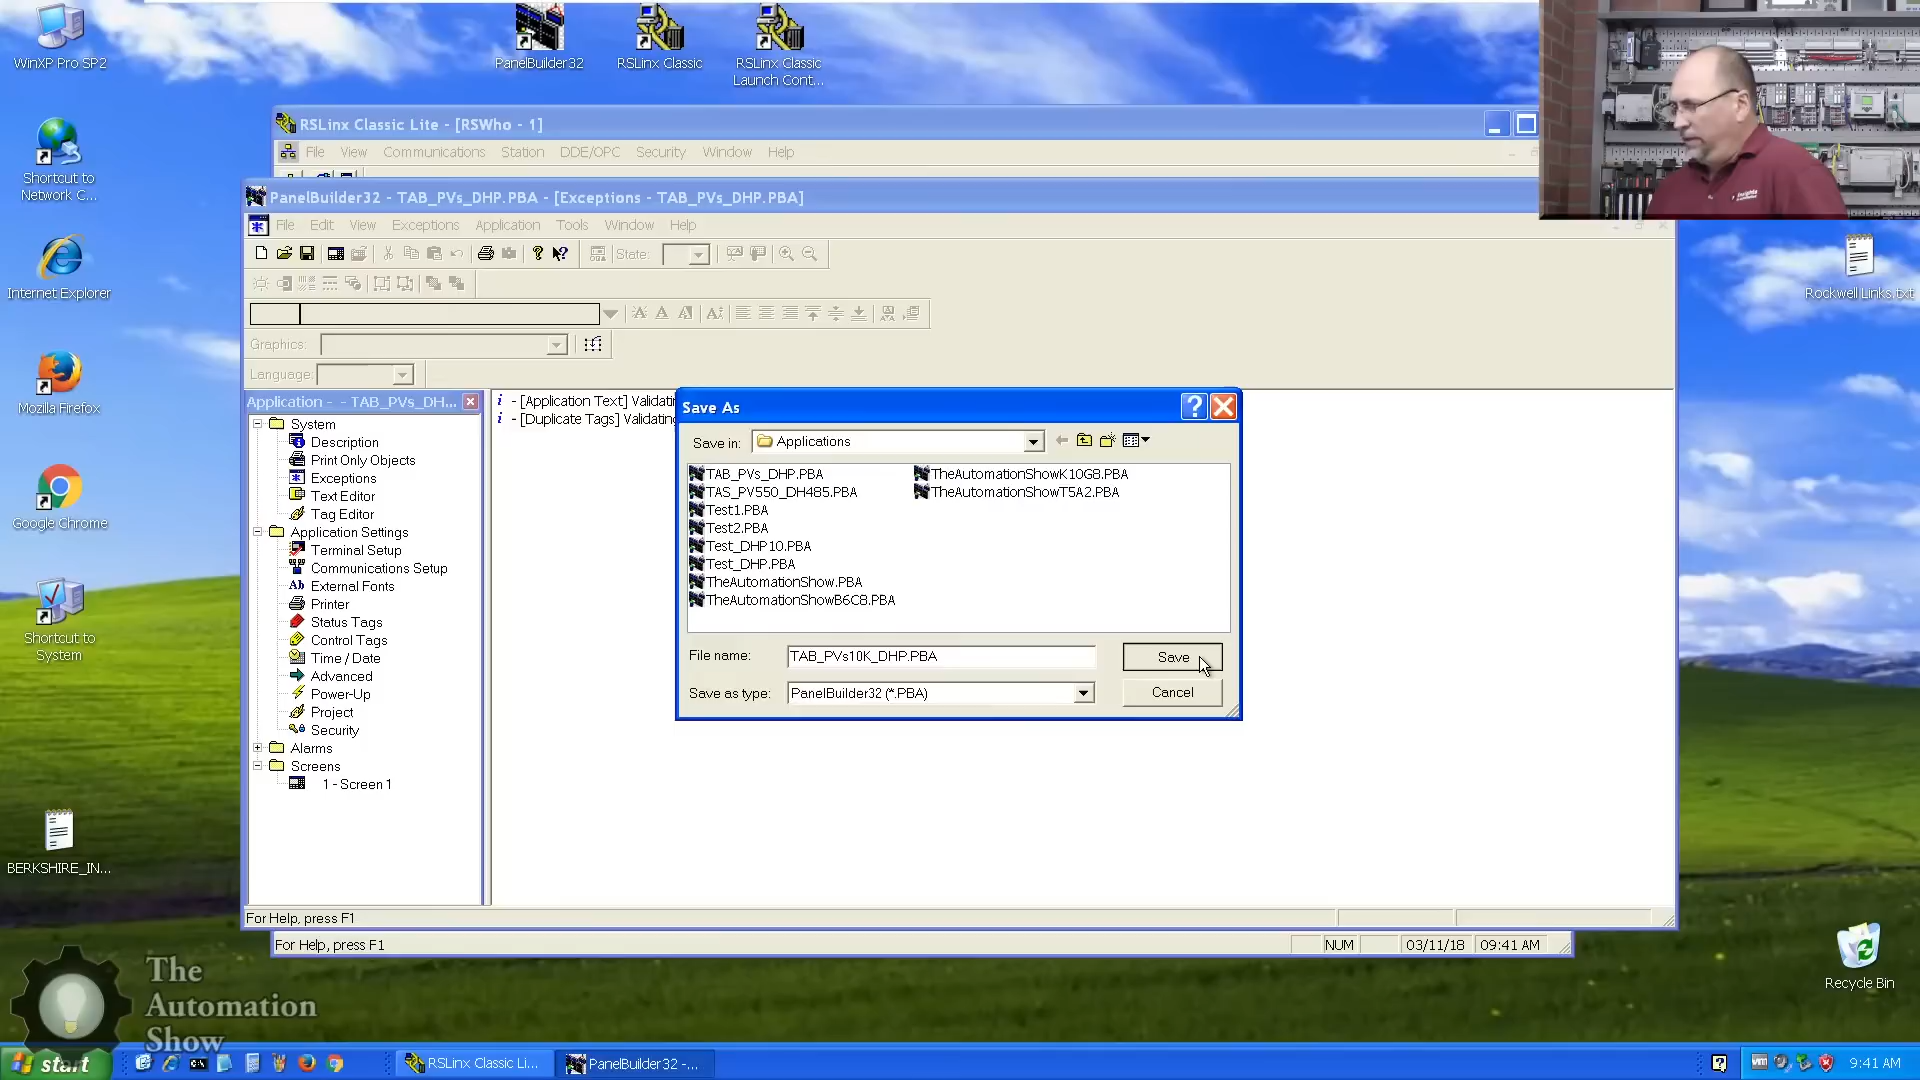 WinXP Pro SP2
PanelBuilder32
RSLinx Classic
RSLinx Classic
Launch Cont...
Shortcut to
Network C...
Internet Explorer
Mozilla Firefox
Google Chrome
Shortcut to
System
BERKSHIRE_IN...
Rockwell Links.txt
Recycle Bin
RSLinx Classic Lite - [RSWho - 1]
File View Communications Station DDE/OPC Security Window Help
PanelBuilder32 - TAB_PVs_DHP.PBA - [Exceptions - TAB_PVs_DHP.PBA]
File Edit View Exceptions Application Tools Window Help
State:
Graphics:
Language:
Application - - TAB_PVs_DH...
System
Description
Print Only Objects
Exceptions
Text Editor
Tag Editor
Application Settings
Terminal Setup
Communications Setup
External Fonts
Printer
Status Tags
Control Tags
Time / Date
Advanced
Power-Up
Project
Security
Alarms
Screens
1 - Screen 1
- [Application Text] Validatin
- [Duplicate Tags] Validating
Save As
Save in: Applications
TAB_PVs_DHP.PBA
TAS_PV550_DH485.PBA
Test1.PBA
Test2.PBA
Test_DHP10.PBA
Test_DHP.PBA
TheAutomationShow.PBA
TheAutomationShowB6C8.PBA
TheAutomationShowK10G8.PBA
TheAutomationShowT5A2.PBA
File name: TAB_PVs10K_DHP.PBA Save
Save as type: PanelBuilder32 (*.PBA) Cancel
For Help, press F1
For Help, press F1 NUM 03/11/18 09:41 AM
The
Automation
Show
start RSLinx Classic Li... PanelBuilder32 -... 9:41 AM